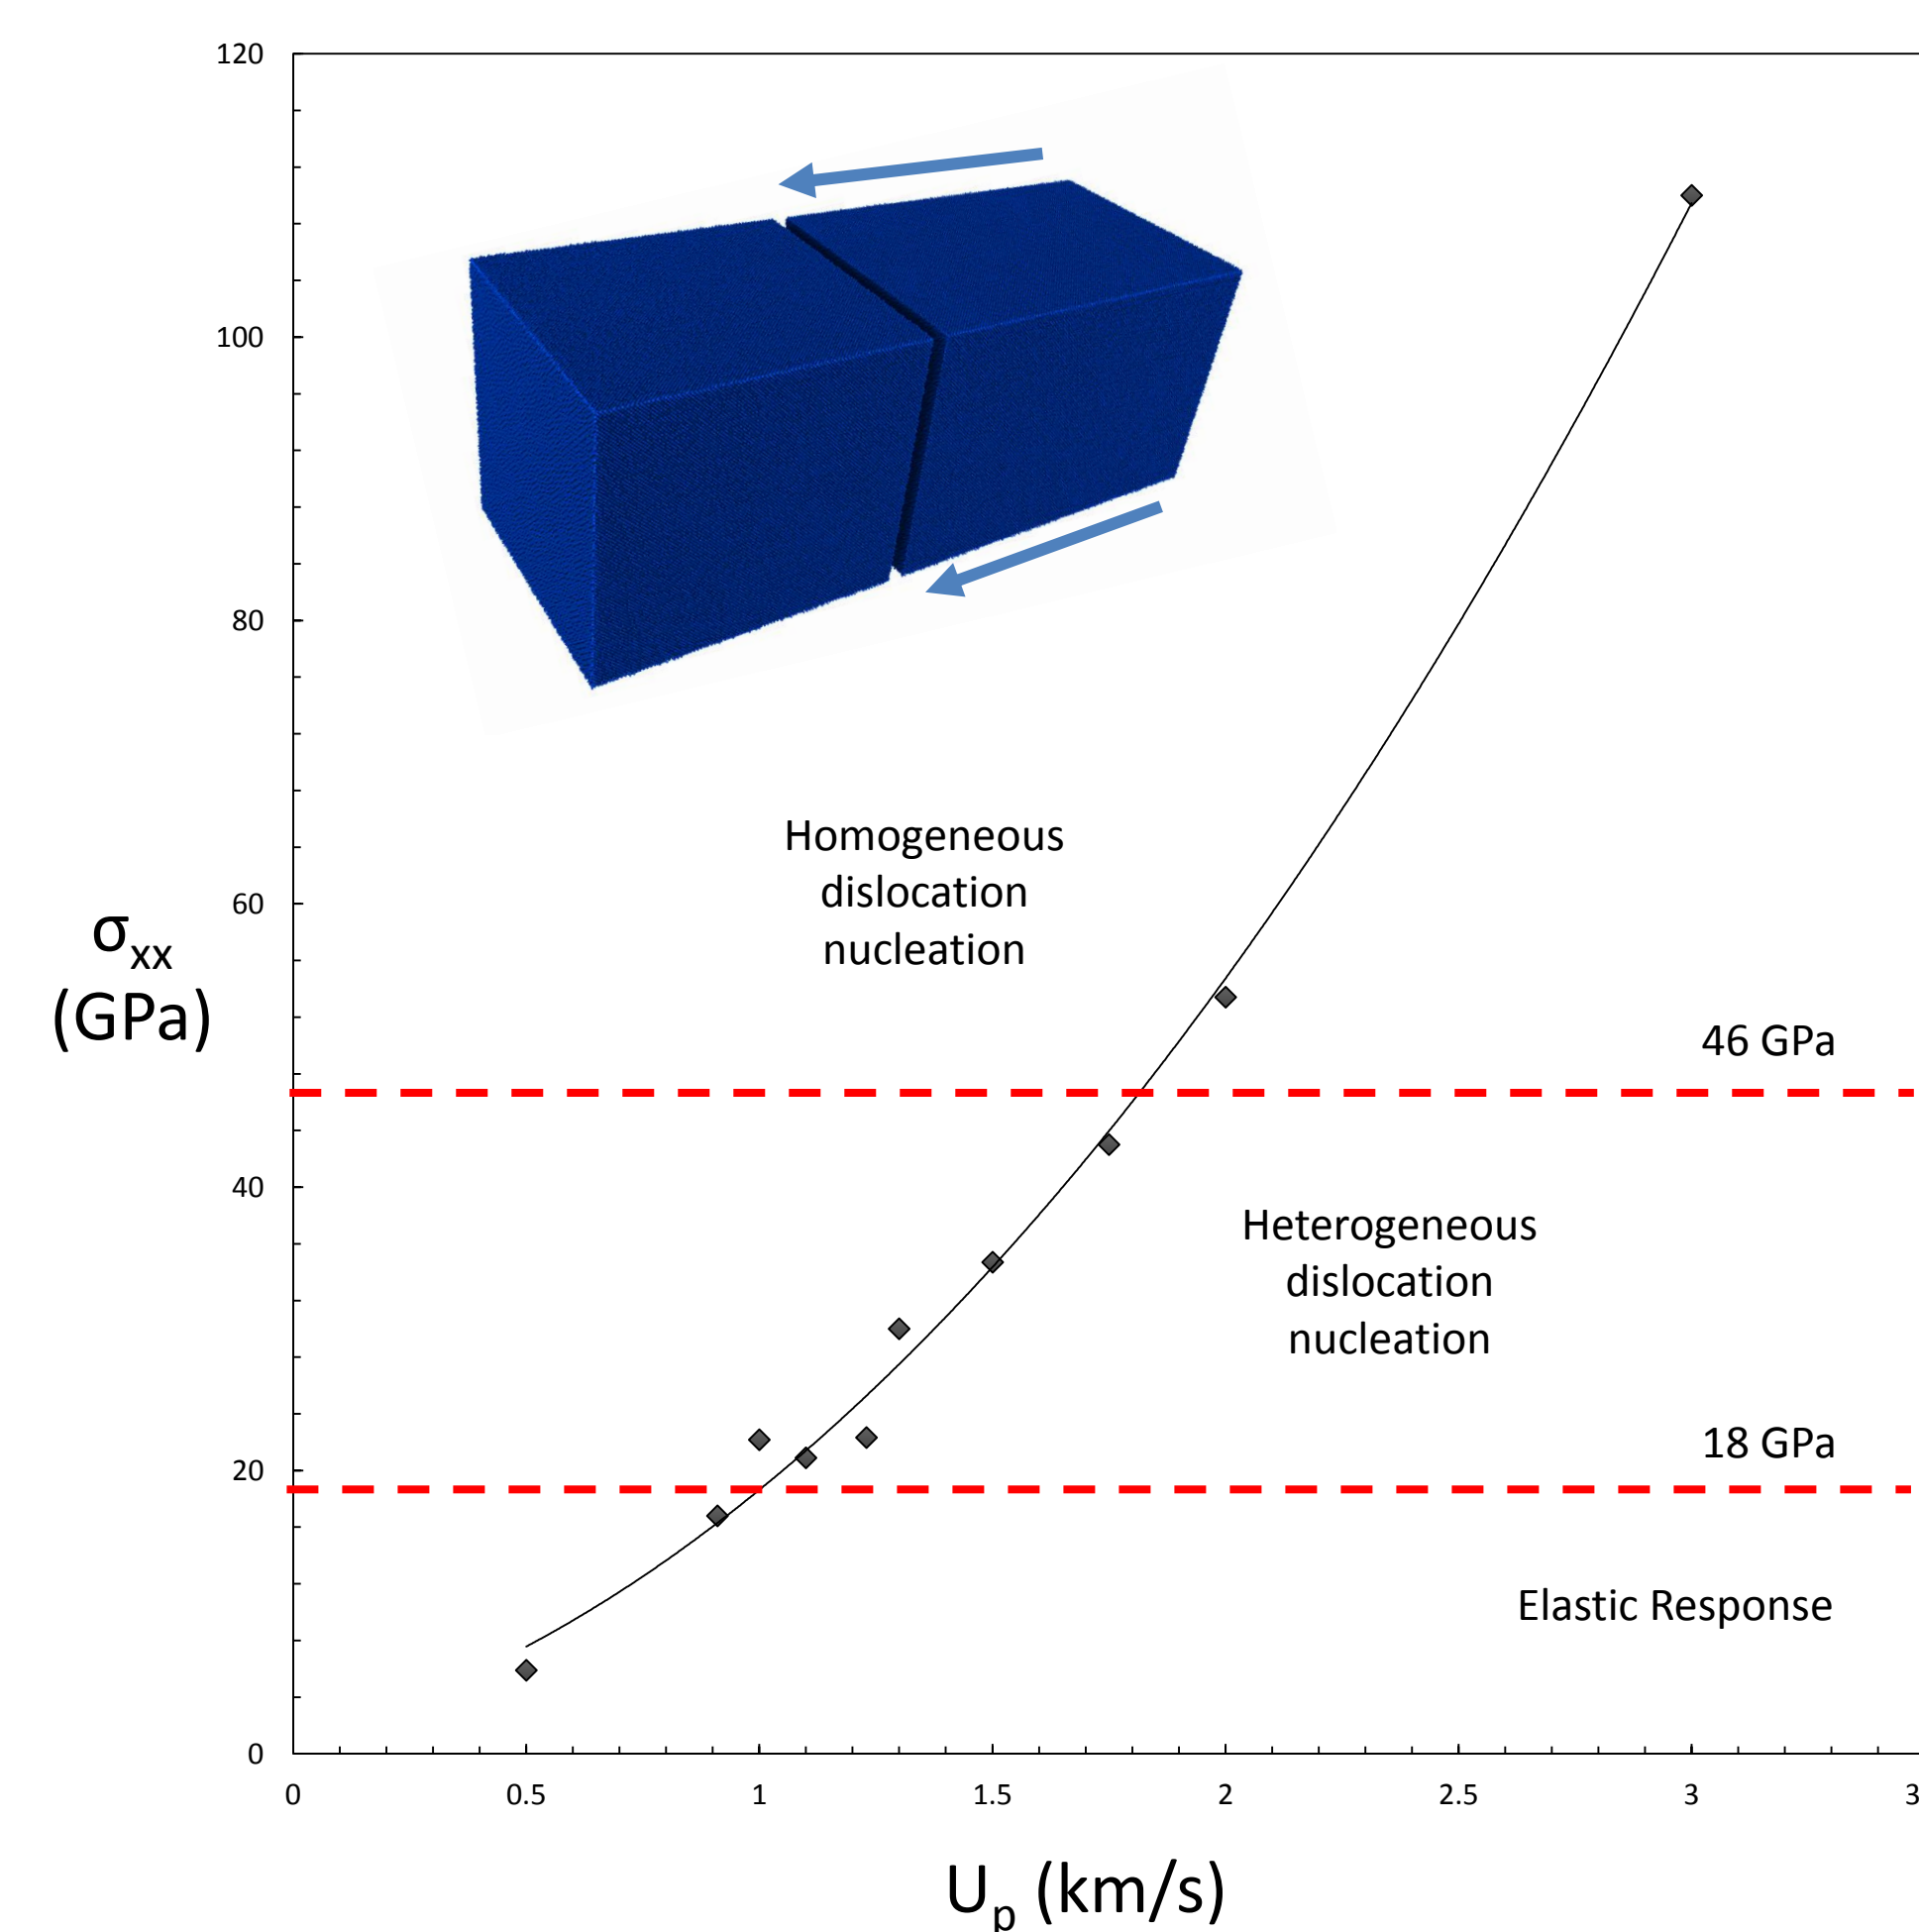 120
100
80
60
40
20
0
σxx
(GPa)
Homogeneous
dislocation
nucleation
46 GPa
Heterogeneous
dislocation
nucleation
18 GPa
Elastic Response
0 0.5 1 1.5 2 2.5 3 3
Up (km/s)